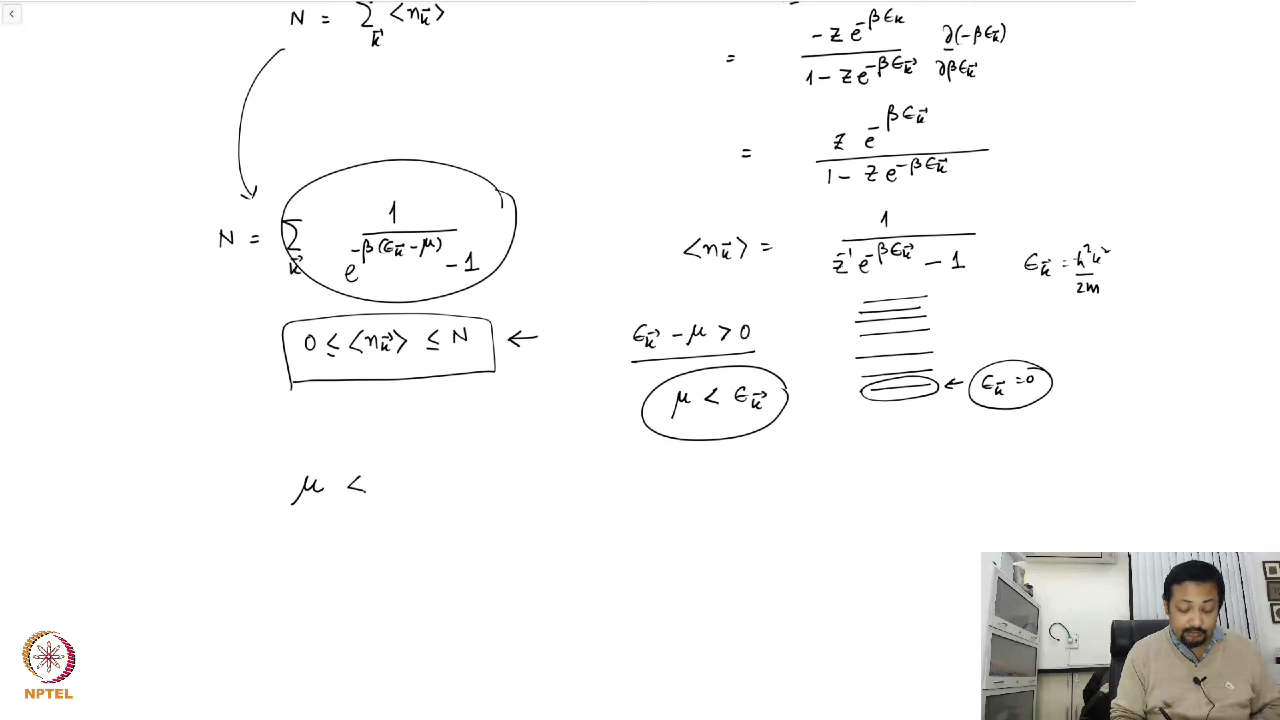 N = Σ_k⃗ ⟨n_k⃗⟩
N = Σ_k⃗ 1 / (e^{-β(ϵ_k⃗ - μ)} - 1)
0 ≤ ⟨n_k⃗⟩ ≤ N ←
μ <
= (-z e^{-βϵ_k}) / (1 - z e^{-βϵ_k⃗}) ∂(-βϵ_k⃗) / ∂βϵ_k⃗
= (z e^{-βϵ_k⃗}) / (1 - z e^{-βϵ_k⃗})
⟨n_k⃗⟩ = 1 / (z^{-1} e^{-βϵ_k⃗} - 1)
ϵ_k⃗ = ħ²k² / 2m
ϵ_k⃗ - μ > 0
μ < ϵ_k⃗
← ϵ_k⃗ = 0
NPTEL